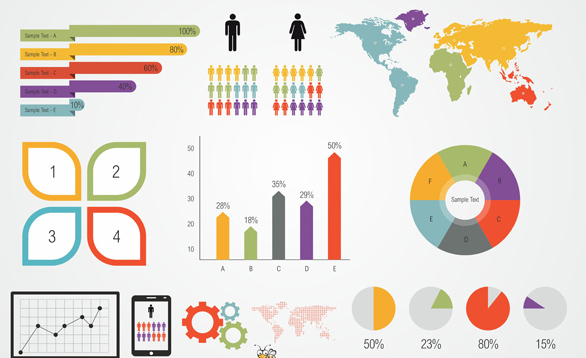 Sample Text – A 100%
Sample Text – B 80%
Sample Text – C 60%
Sample Text – D 40%
Sample Text – E 10%
1 2
3 4
50
40
30
20
10
28% 18% 35% 29% 50%
A B C D E
A
B
C
D
E
F
Sample Text
50% 23% 80% 15%